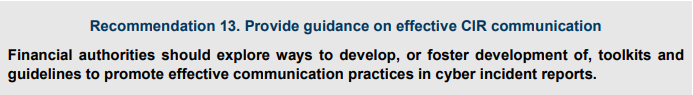 Recommendation 13. Provide guidance on effective CIR communication
Financial authorities should explore ways to develop, or foster development of, toolkits and
guidelines to promote effective communication practices in cyber incident reports.